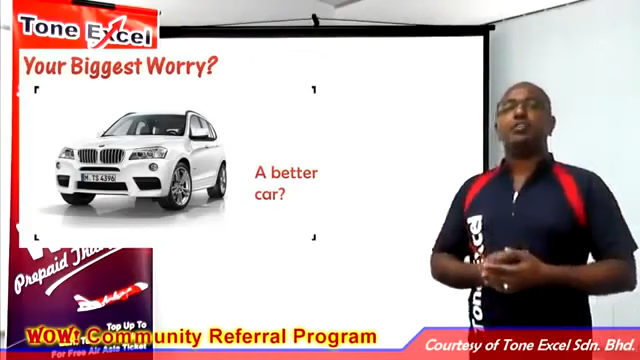 Tone Excel
Your Biggest Worry?
M TS 4396
A better
car?
Prepaid
Top Up To
For Free Air Asia Ticket
Tone Excel
WOW! Community Referral Program
Courtesy of Tone Excel Sdn. Bhd.